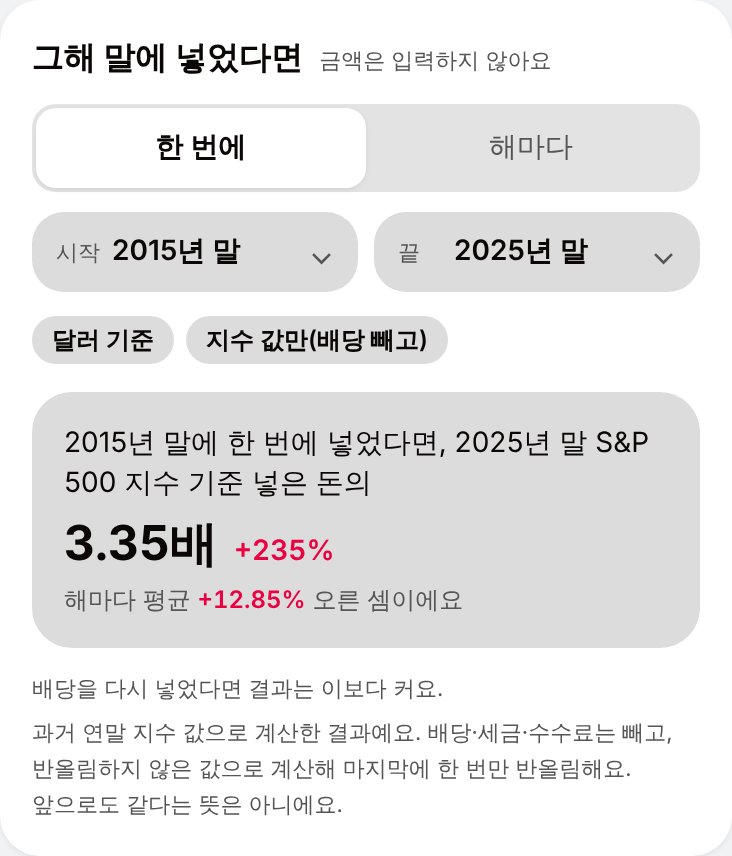 그해 말에 넣었다면 금액은 입력하지 않아요
한 번에 해마다
시작 2015년 말 끝 2025년 말
달러 기준 지수 값만(배당 빼고)
2015년 말에 한 번에 넣었다면, 2025년 말 S&P
500 지수 기준 넣은 돈의
3.35배 +235%
해마다 평균 +12.85% 오른 셈이에요
배당을 다시 넣었다면 결과는 이보다 커요.
과거 연말 지수 값으로 계산한 결과예요. 배당·세금·수수료는 빼고,
반올림하지 않은 값으로 계산해 마지막에 한 번만 반올림해요.
앞으로도 같다는 뜻은 아니에요.